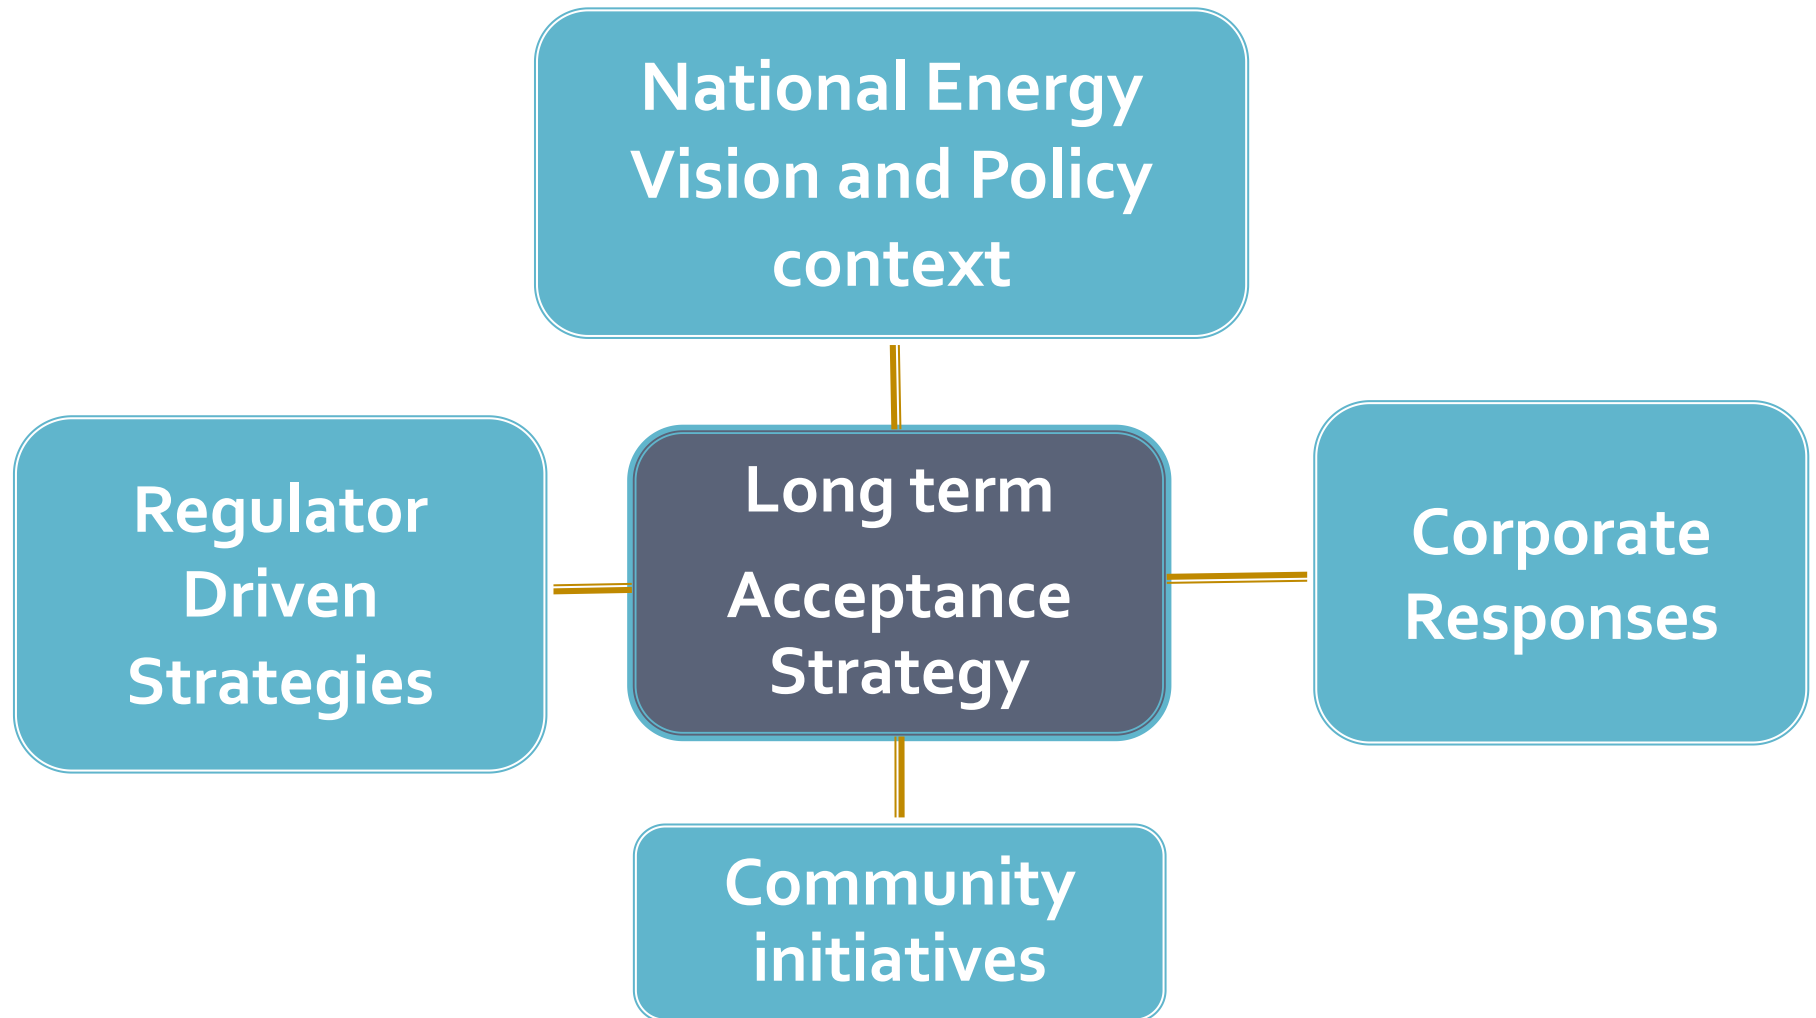 National Energy
Vision and Policy
context
Regulator
Driven
Strategies
Long term
Acceptance
Strategy
Corporate
Responses
Community
initiatives